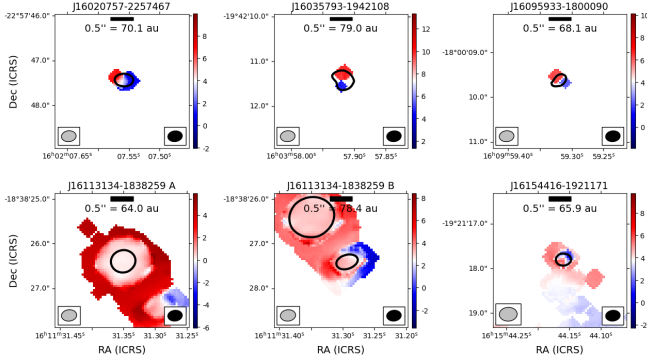 J16020757-2257467
0.5'' = 70.1 au
-22°57'46.0"
47.0"
48.0"
Dec (ICRS)
16ʰ02ᵐ07.65ˢ
07.55ˢ
07.50ˢ
8
6
4
2
0
-2
J16035793-1942108
0.5'' = 79.0 au
-19°42'10.0"
11.0"
12.0"
16ʰ03ᵐ58.00ˢ
57.90ˢ
57.85ˢ
12
10
8
6
4
2
J16095933-1800090
0.5'' = 68.1 au
-18°00'09.0"
10.0"
11.0"
16ʰ09ᵐ59.40ˢ
59.30ˢ
59.25ˢ
10
8
6
4
2
0
-2
J16113134-1838259 A
0.5'' = 64.0 au
-18°38'25.0"
26.0"
27.0"
Dec (ICRS)
16ʰ11ᵐ31.45ˢ
31.35ˢ
31.30ˢ
31.25ˢ
RA (ICRS)
4
2
0
-2
-4
-6
J16113134-1838259 B
0.5'' = 78.4 au
-18°38'26.0"
27.0"
28.0"
16ʰ11ᵐ31.40ˢ
31.30ˢ
31.25ˢ
31.20ˢ
RA (ICRS)
8
6
4
2
0
-2
J16154416-1921171
0.5'' = 65.9 au
-19°21'17.0"
18.0"
19.0"
16ʰ15ᵐ44.25ˢ
44.15ˢ
44.10ˢ
RA (ICRS)
8
6
4
2
0
-2